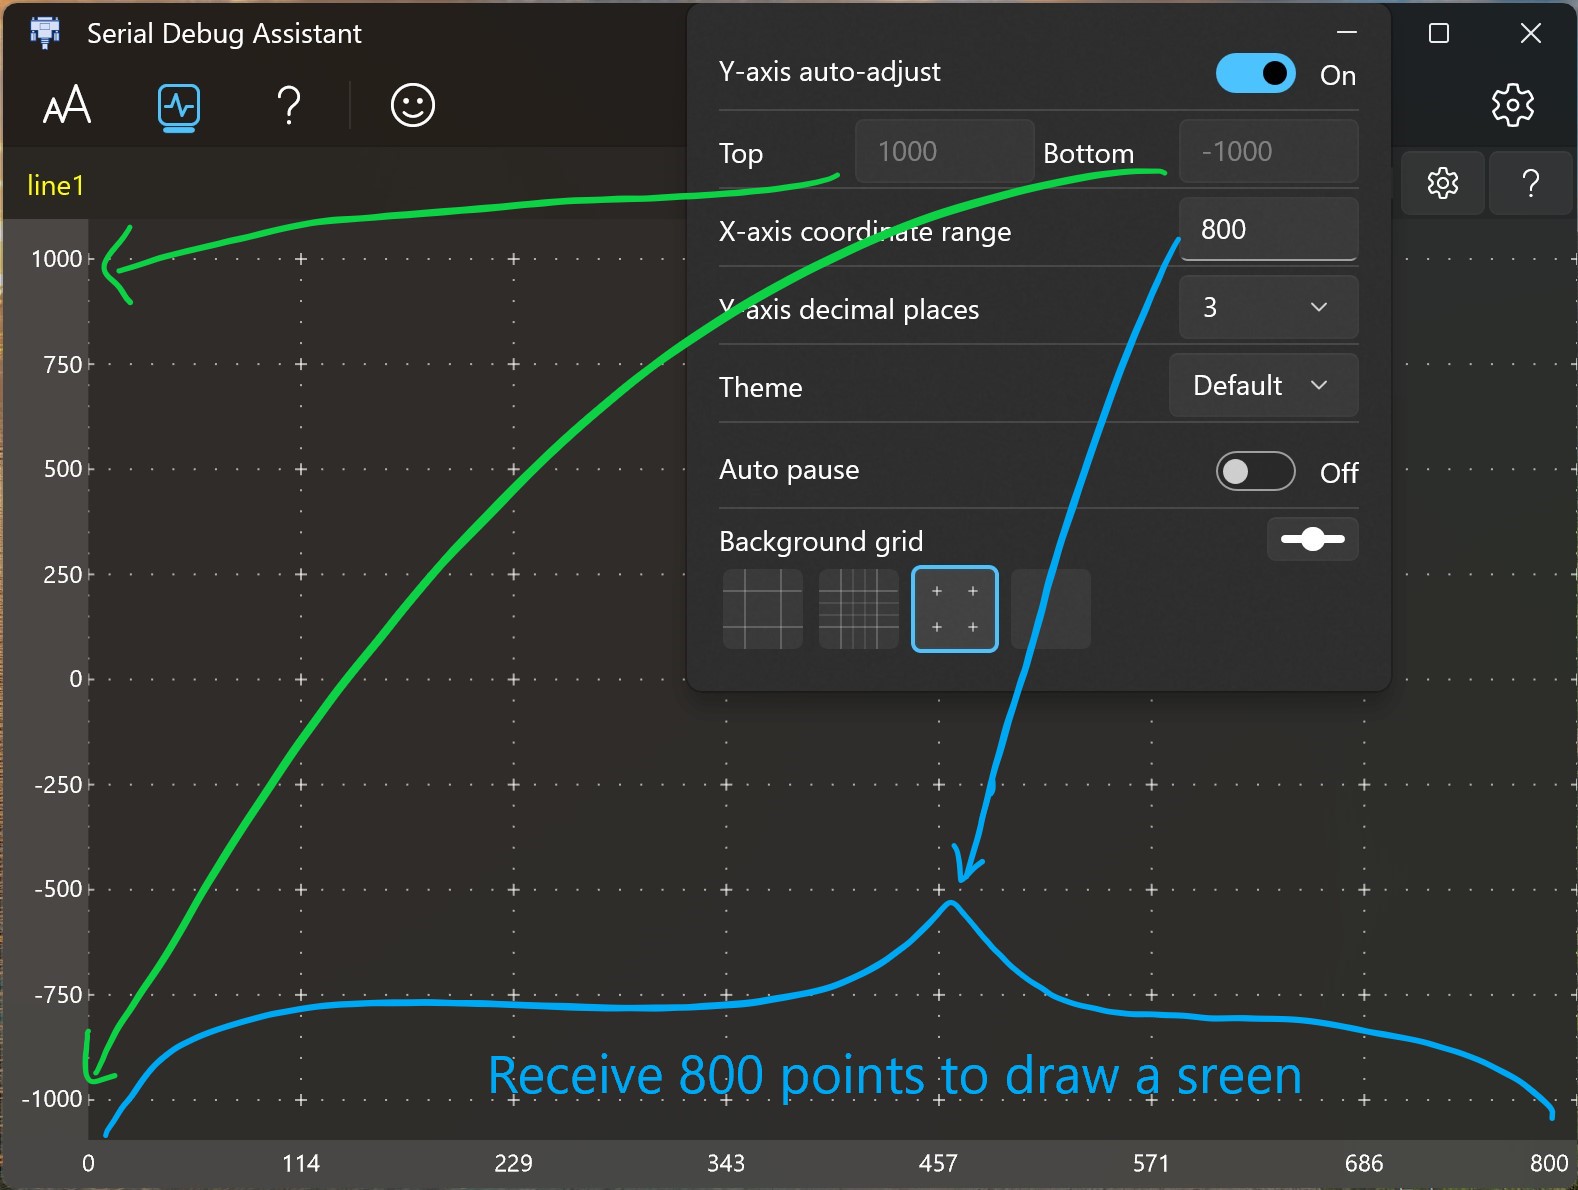 Serial Debug Assistant
AA
?
Y-axis auto-adjust On
Top 1000 Bottom -1000
line1
?
X-axis coordinate range 800
Y-axis decimal places 3
Theme Default
Auto pause Off
Background grid
1000
750
500
250
0
-250
-500
-750
-1000
Receive 800 points to draw a sreen
0 114 229 343 457 571 686 800